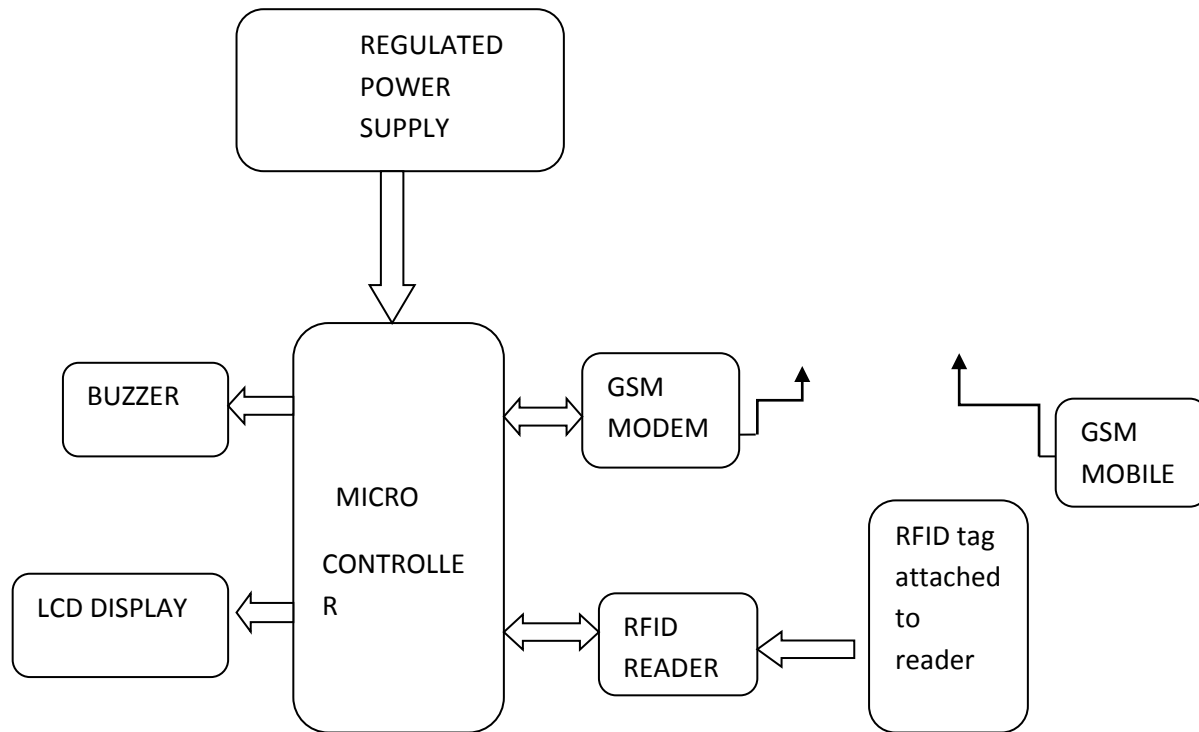 REGULATED
POWER
SUPPLY
BUZZER
GSM
MODEM
GSM
MOBILE
MICRO
CONTROLLE
R
LCD DISPLAY
RFID
READER
RFID tag
attached
to
reader